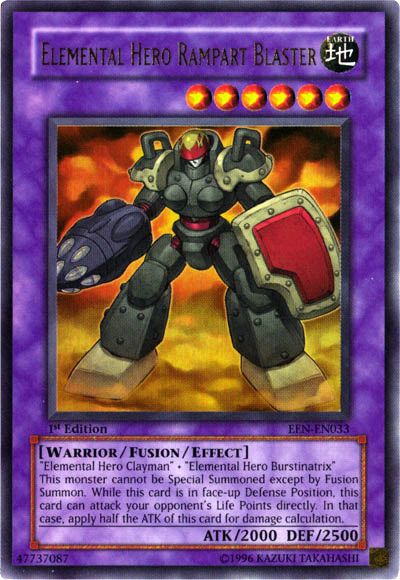 ELEMENTAL HERO RAMPART BLASTER
EARTH
地
1st Edition
EEN-EN033
[WARRIOR/FUSION/EFFECT]
"Elemental Hero Clayman" + "Elemental Hero Burstinatrix"
This monster cannot be Special Summoned except by Fusion
Summon. While this card is in face-up Defense Position, this
card can attack your opponent's Life Points directly. In that
case, apply half the ATK of this card for damage calculation.
ATK/2000 DEF/2500
47737087
©1996 KAZUKI TAKAHASHI